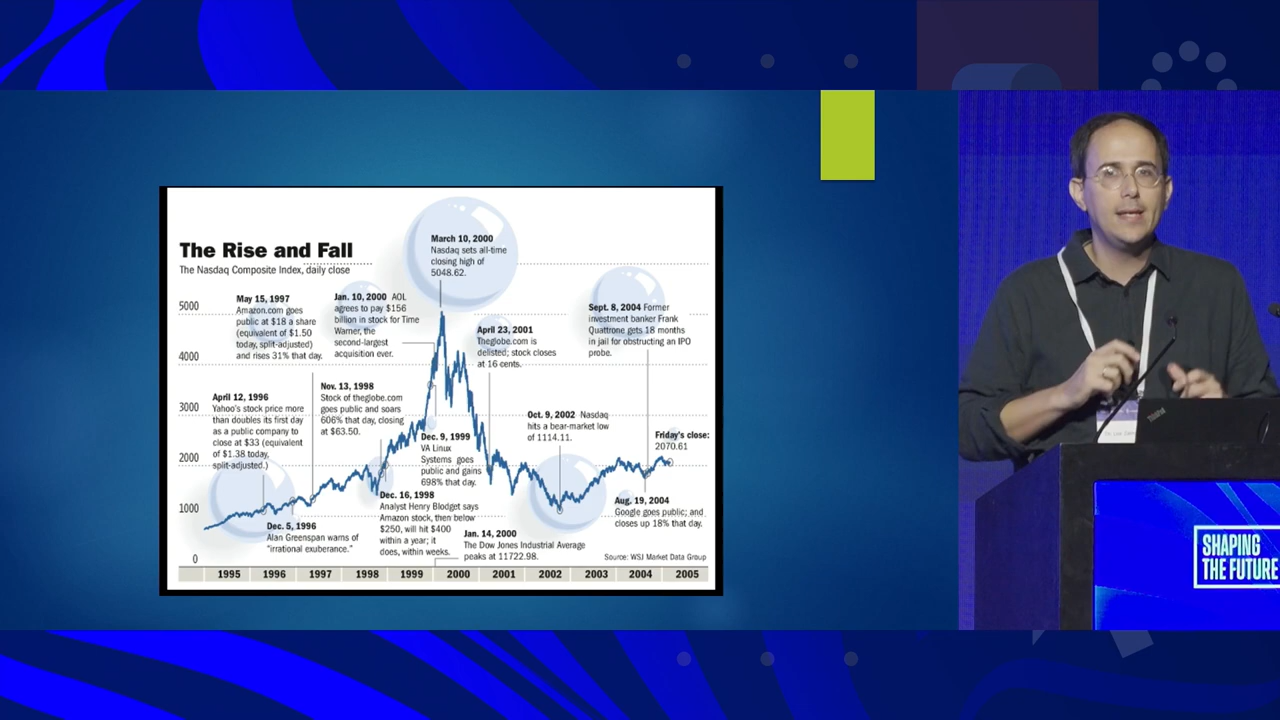 The Rise and Fall
The Nasdaq Composite Index, daily close
March 10, 2000
Nasdaq sets all-time
closing high of
5048.62.
May 15, 1997
Amazon.com goes
public at $18 a share
(equivalent of $1.50
today, split-adjusted)
and rises 31% that day.
Jan. 10, 2000 AOL
agrees to pay $156
billion in stock for Time
Warner, the
second-largest
acquisition ever.
April 23, 2001
Theglobe.com is
delisted; stock closes
at 16 cents.
Sept. 8, 2004 Former
investment banker Frank
Quattrone gets 18 months
in jail for obstructing an IPO
probe.
April 12, 1996
Yahoo's stock price more
than doubles its first day
as a public company to
close at $33 (equivalent
of $1.38 today,
split-adjusted.)
Nov. 13, 1998
Stock of theglobe.com
goes public and soars
606% that day, closing
at $63.50.
Dec. 9, 1999
VA Linux
Systems goes
public and gains
698% that day.
Oct. 9, 2002 Nasdaq
hits a bear-market low
of 1114.11.
Friday's close:
2070.61
Dec. 5, 1996
Alan Greenspan warns of
"irrational exuberance."
Dec. 16, 1998
Analyst Henry Blodget says
Amazon stock, then below
$250, will hit $400
within a year; it
does, within weeks.
Jan. 14, 2000
The Dow Jones Industrial Average
peaks at 11722.98.
Aug. 19, 2004
Google goes public; and
closes up 18% that day.
Source: WSJ Market Data Group
5000
4000
3000
2000
1000
0
1995 1996 1997 1998 1999 2000 2001 2002 2003 2004 2005
SHAPING
THE FUTURE